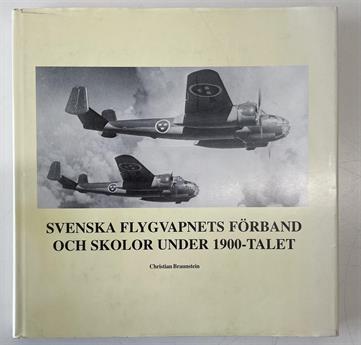 SVENSKA FLYGVAPNETS FÖRBAND
OCH SKOLOR UNDER 1900-TALET
Christian Braunstein